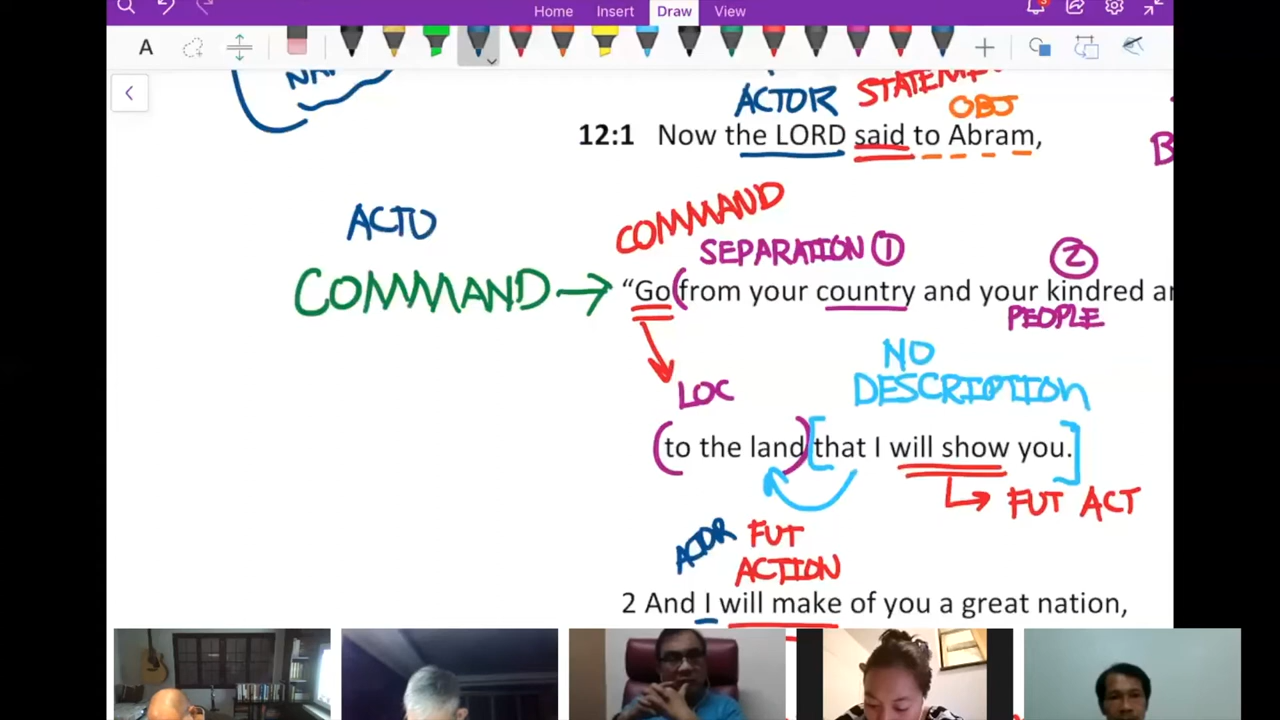 Home Insert Draw View
A
ACTOR STATEM
OBJ
12:1 Now the LORD said to Abram,
B
ACTO
COMMAND
SEPARATION 1 2
COMMAND → “Go (from your country and your kindred
PEOPLE
NO
LOC DESCRIPTION
(to the land) [that I will show you.]
FUT ACT
ACTOR FUT
ACTION
2 And I will make of you a great nation,